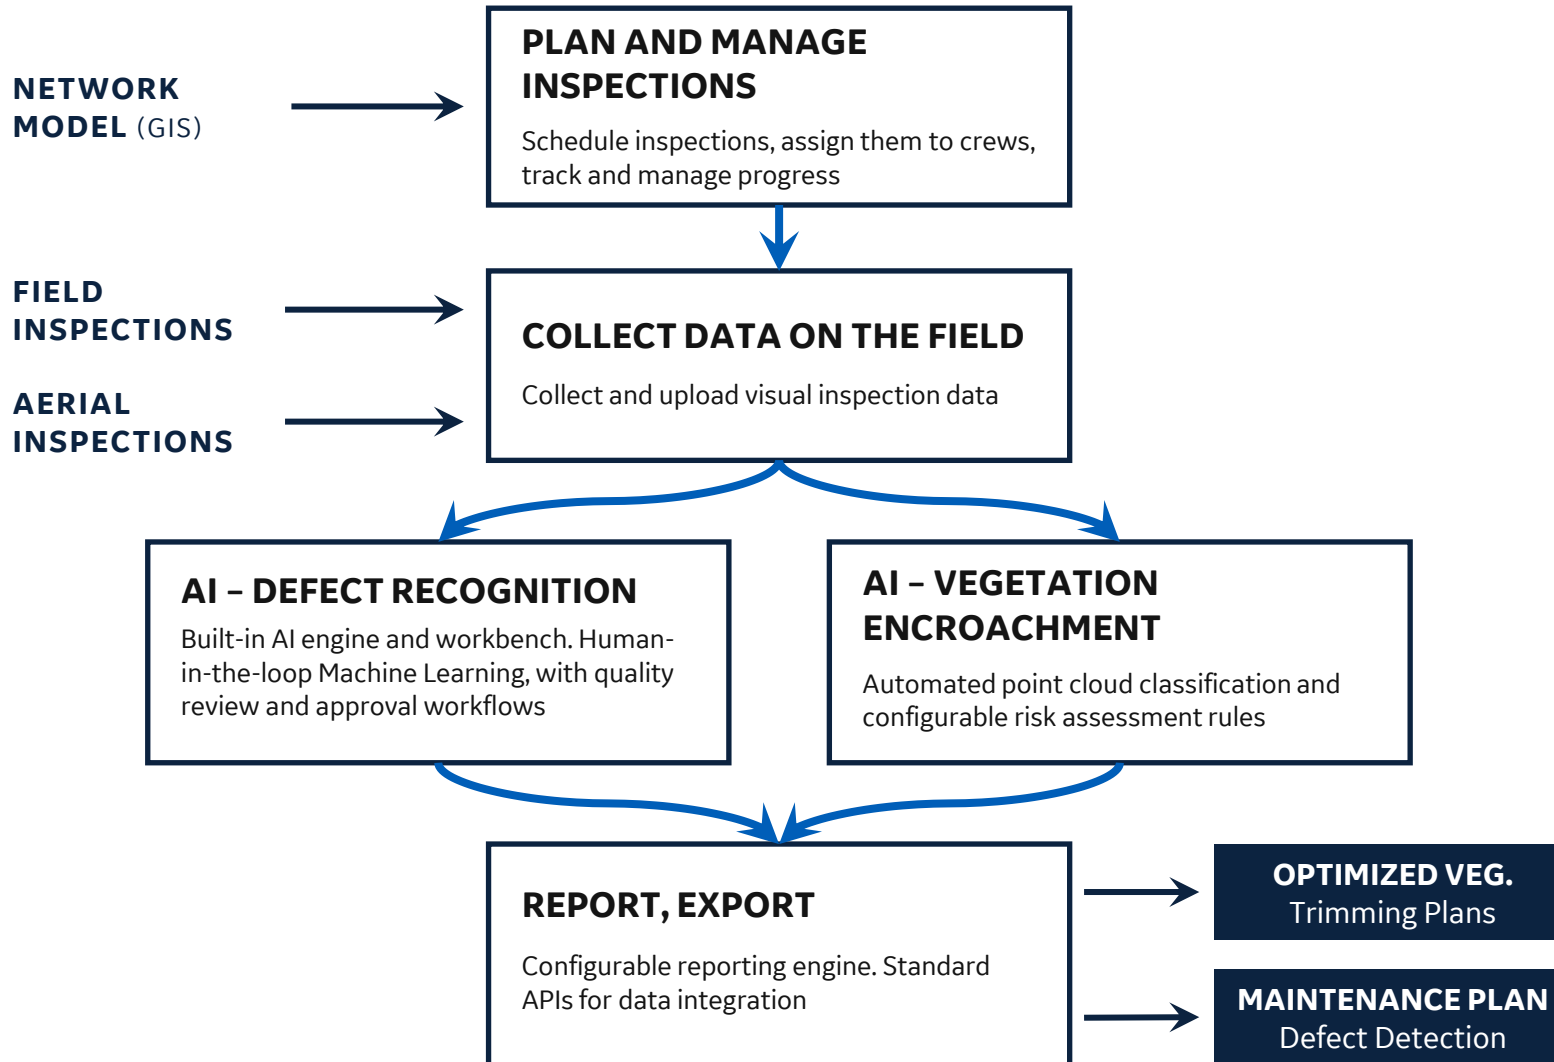 PLAN AND MANAGE
INSPECTIONS
Schedule inspections, assign them to crews,
track and manage progress
NETWORK
MODEL (GIS)
FIELD
INSPECTIONS
AERIAL
INSPECTIONS
COLLECT DATA ON THE FIELD
Collect and upload visual inspection data
AI – DEFECT RECOGNITION
Built-in AI engine and workbench. Human-
in-the-loop Machine Learning, with quality
review and approval workflows
AI – VEGETATION
ENCROACHMENT
Automated point cloud classification and
configurable risk assessment rules
REPORT, EXPORT
Configurable reporting engine. Standard
APIs for data integration
OPTIMIZED VEG.
Trimming Plans
MAINTENANCE PLAN
Defect Detection